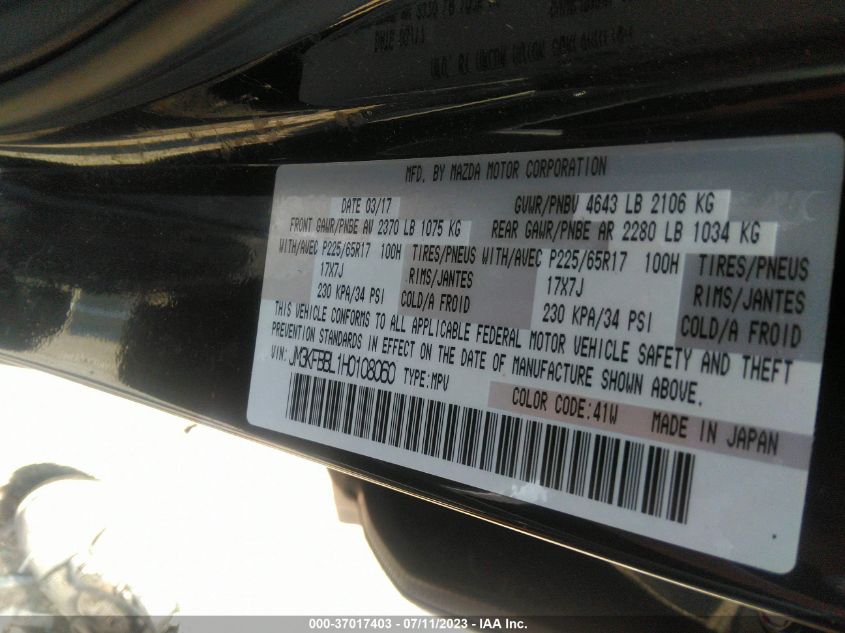 MFD. BY MAZDA MOTOR CORPORATION
DATE 03/17 GVWR/PNBV 4643 LB 2106 KG
FRONT GAWR/PNBE AV 2370 LB 1075 KG REAR GAWR/PNBE AR 2280 LB 1034 KG
WITH/AVEC P225/65R17 100H TIRES/PNEUS WITH/AVEC P225/65R17 100H TIRES/PNEUS
17X7J RIMS/JANTES 17X7J RIMS/JANTES
230 KPA/34 PSI COLD/A FROID 230 KPA/34 PSI COLD/A FROID
THIS VEHICLE CONFORMS TO ALL APPLICABLE FEDERAL MOTOR VEHICLE SAFETY AND THEFT
PREVENTION STANDARDS IN EFFECT ON THE DATE OF MANUFACTURE SHOWN ABOVE.
VIN: JM3KFBBL1H0108060 TYPE:MPV
COLOR CODE:41W MADE IN JAPAN
000-37017403 - 07/11/2023 - IAA Inc.